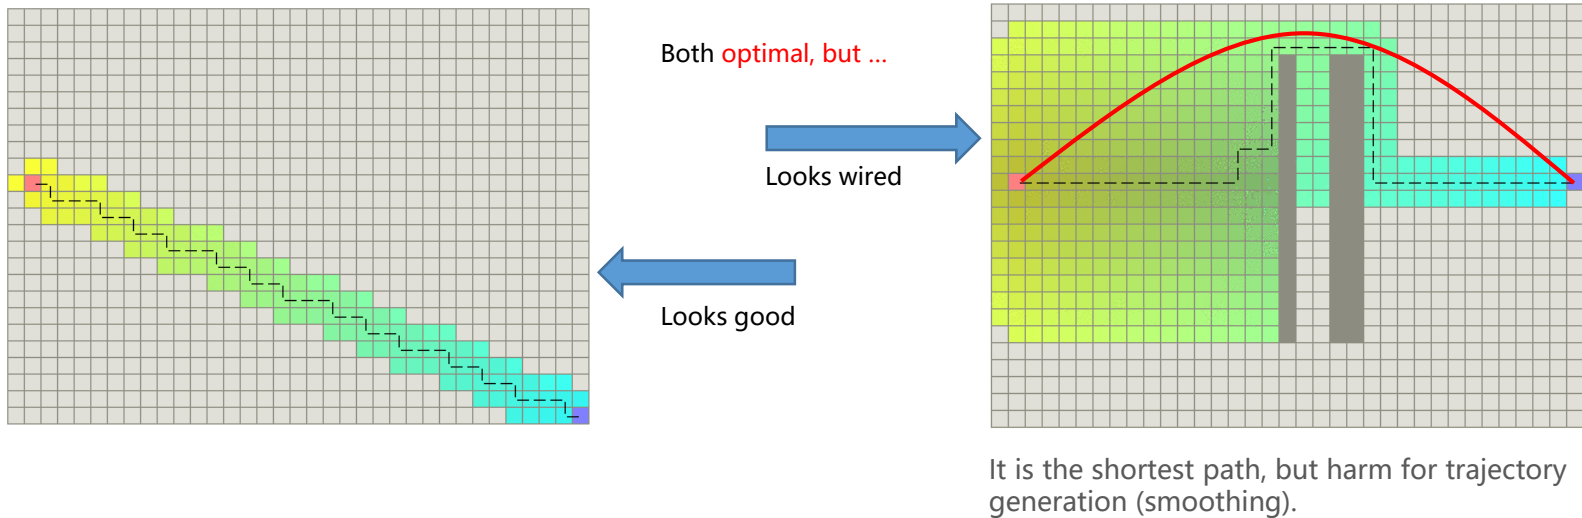 Both optimal, but ...
Looks wired
Looks good
It is the shortest path, but harm for trajectory
generation (smoothing).